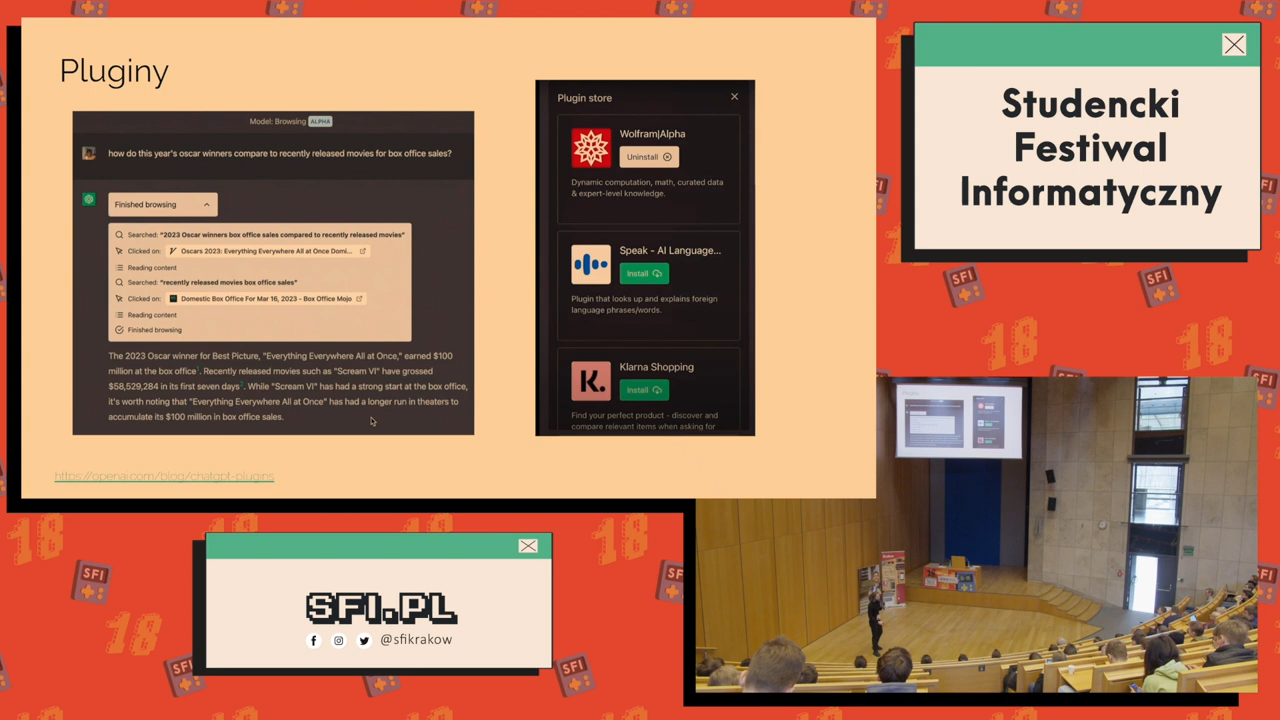 Pluginy
Model: Browsing ALPHA
how do this year's oscar winners compare to recently released movies for box office sales?
Finished browsing
Searched: "2023 Oscar winners box office sales compared to recently released movies"
Clicked on: Oscars 2023: Everything Everywhere All at Once Domi...
Reading content
Searched: "recently released movies box office sales"
Clicked on: Domestic Box Office For Mar 16, 2023 - Box Office Mojo
Reading content
Finished browsing
The 2023 Oscar winner for Best Picture, "Everything Everywhere All at Once," earned $100
million at the box office1. Recently released movies such as "Scream VI" have grossed
$58,529,284 in its first seven days2. While "Scream VI" has had a strong start at the box office,
it's worth noting that "Everything Everywhere All at Once" has had a longer run in theaters to
accumulate its $100 million in box office sales.
https://openai.com/blog/chatgpt-plugins
Plugin store
Wolfram|Alpha
Uninstall
Dynamic computation, math, curated data
& expert-level knowledge.
Speak - AI Language...
Install
Plugin that looks up and explains foreign
language phrases/words.
K.
Klarna Shopping
Install
Find your perfect product - discover and
compare relevant items when asking for
Studencki
Festiwal
Informatyczny
SFI.PL
@sfikrakow
SFI
18